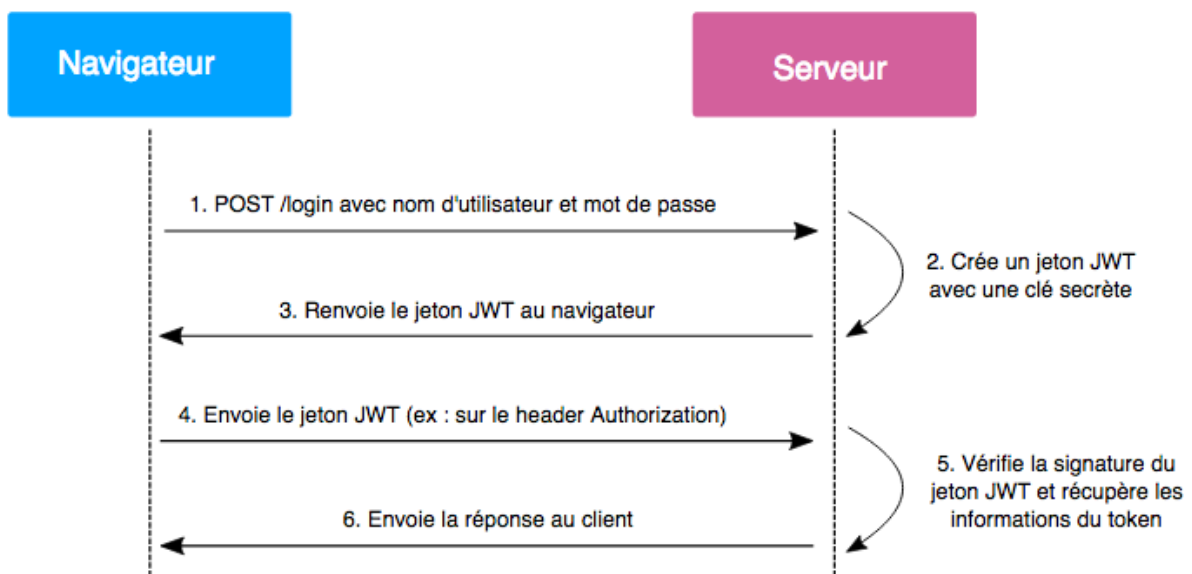 Navigateur
Serveur
1. POST /login avec nom d'utilisateur et mot de passe
2. Crée un jeton JWT
avec une clé secrète
3. Renvoie le jeton JWT au navigateur
4. Envoie le jeton JWT (ex : sur le header Authorization)
5. Vérifie la signature du
jeton JWT et récupère les
informations du token
6. Envoie la réponse au client